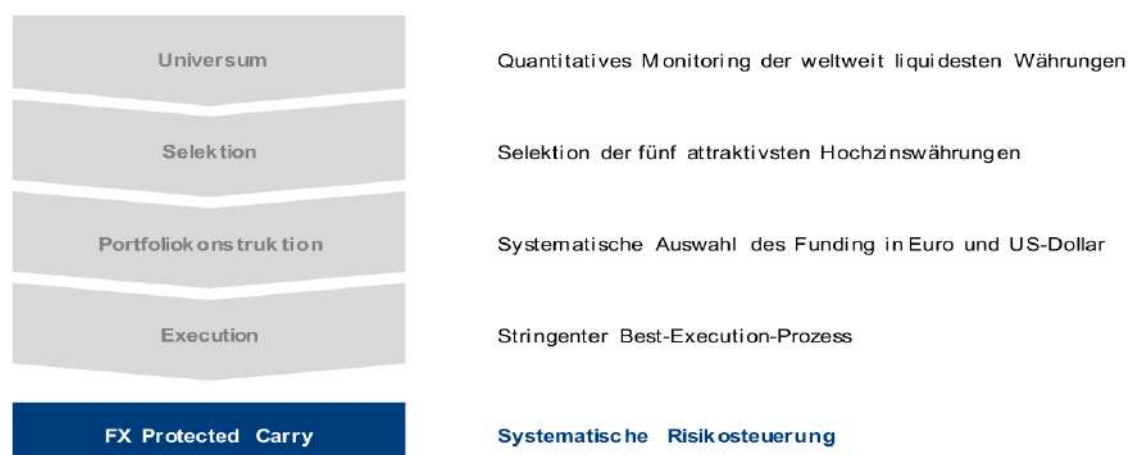 Universum
Quantitatives Monitoring der weltweit liquidesten Währungen
Selektion
Selektion der fünf attraktivsten Hochzinswährungen
Portfoliokonstruktion
Systematische Auswahl des Funding in Euro und US-Dollar
Execution
Stringenter Best-Execution-Prozess
FX Protected Carry
Systematische Risikosteuerung